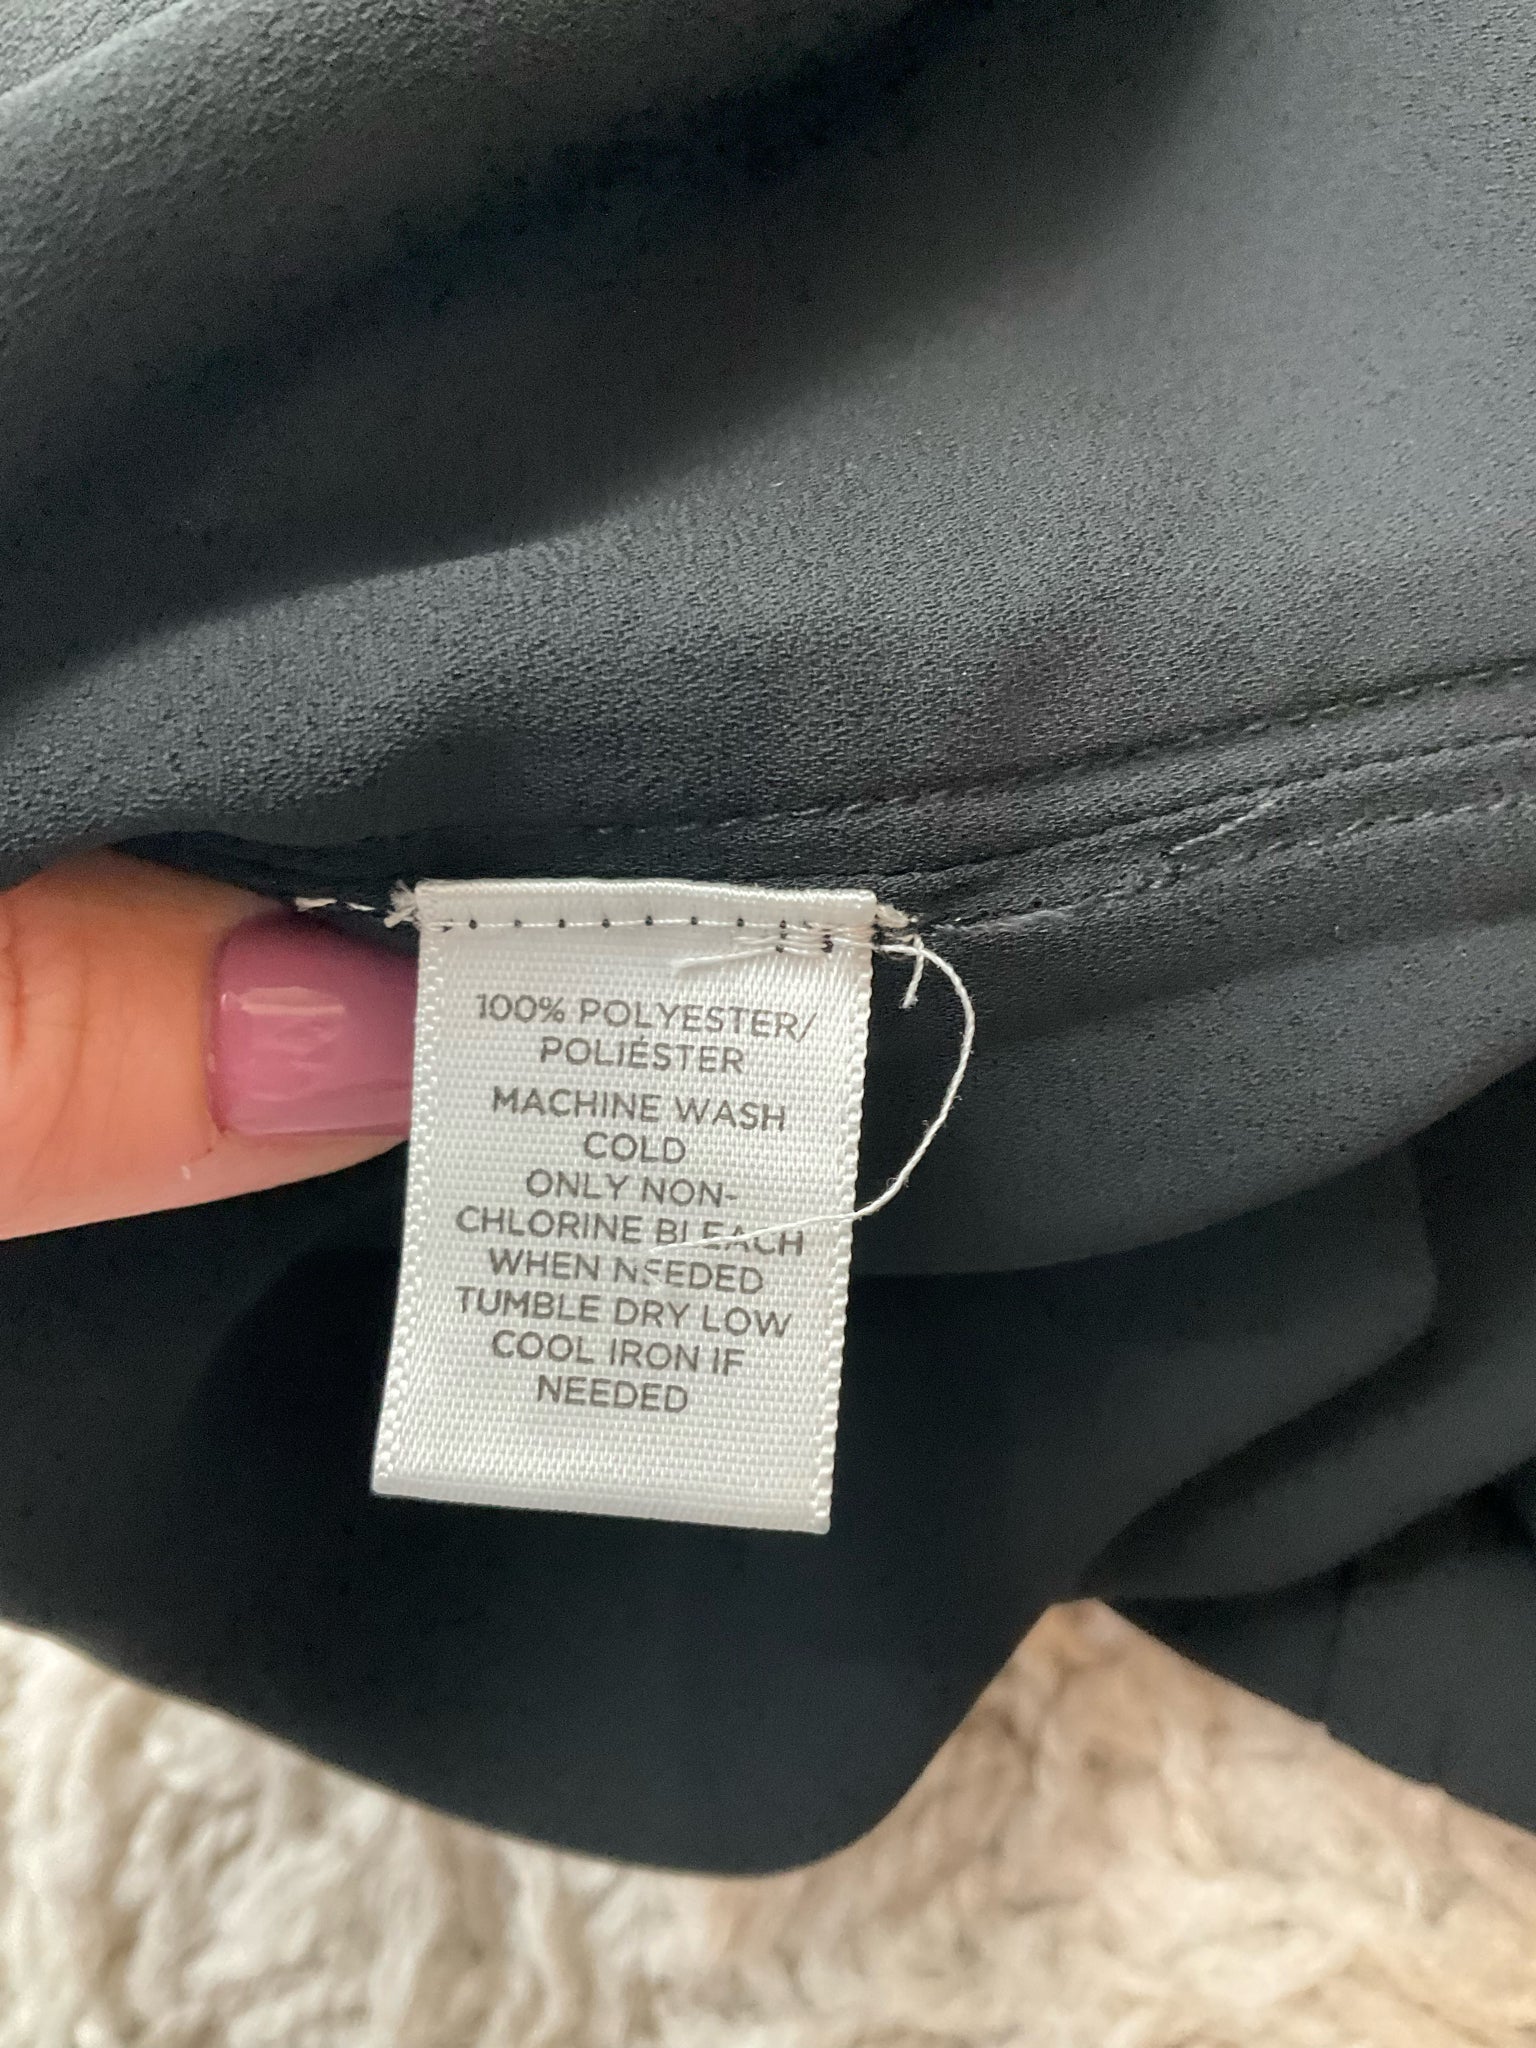 100% POLYESTER/
POLIÉSTER
MACHINE WASH
COLD
ONLY NON-
CHLORINE BLEACH
WHEN NEEDED
TUMBLE DRY LOW
COOL IRON IF
NEEDED